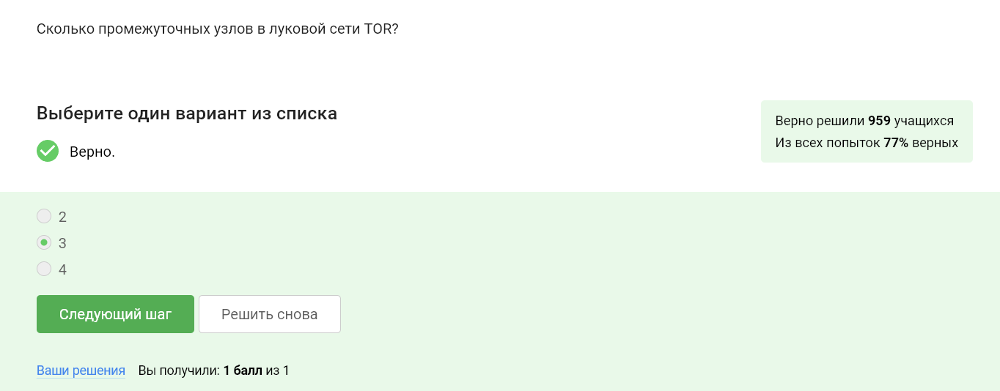 Сколько промежуточных узлов в луковой сети TOR?
Выберите один вариант из списка
Верно решили 959 учащихся
Из всех попыток 77% верных
Верно.
2
3
4
Следующий шаг
Решить снова
Ваши решения Вы получили: 1 балл из 1